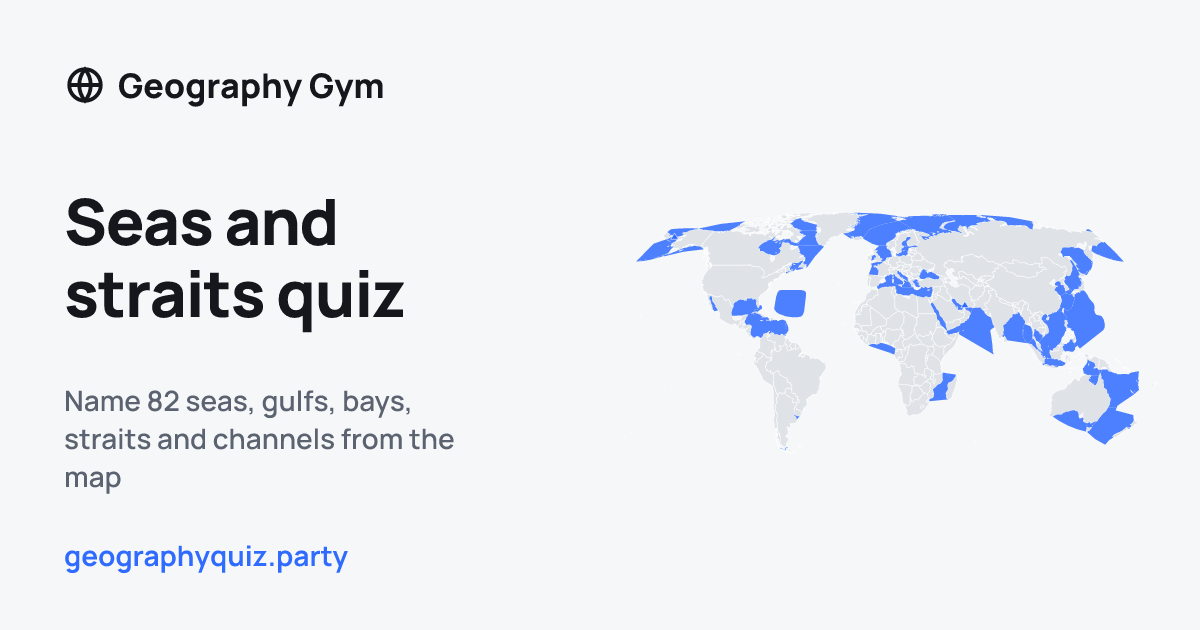 Geography Gym
Seas and
straits quiz
Name 82 seas, gulfs, bays,
straits and channels from the
map
geographyquiz.party